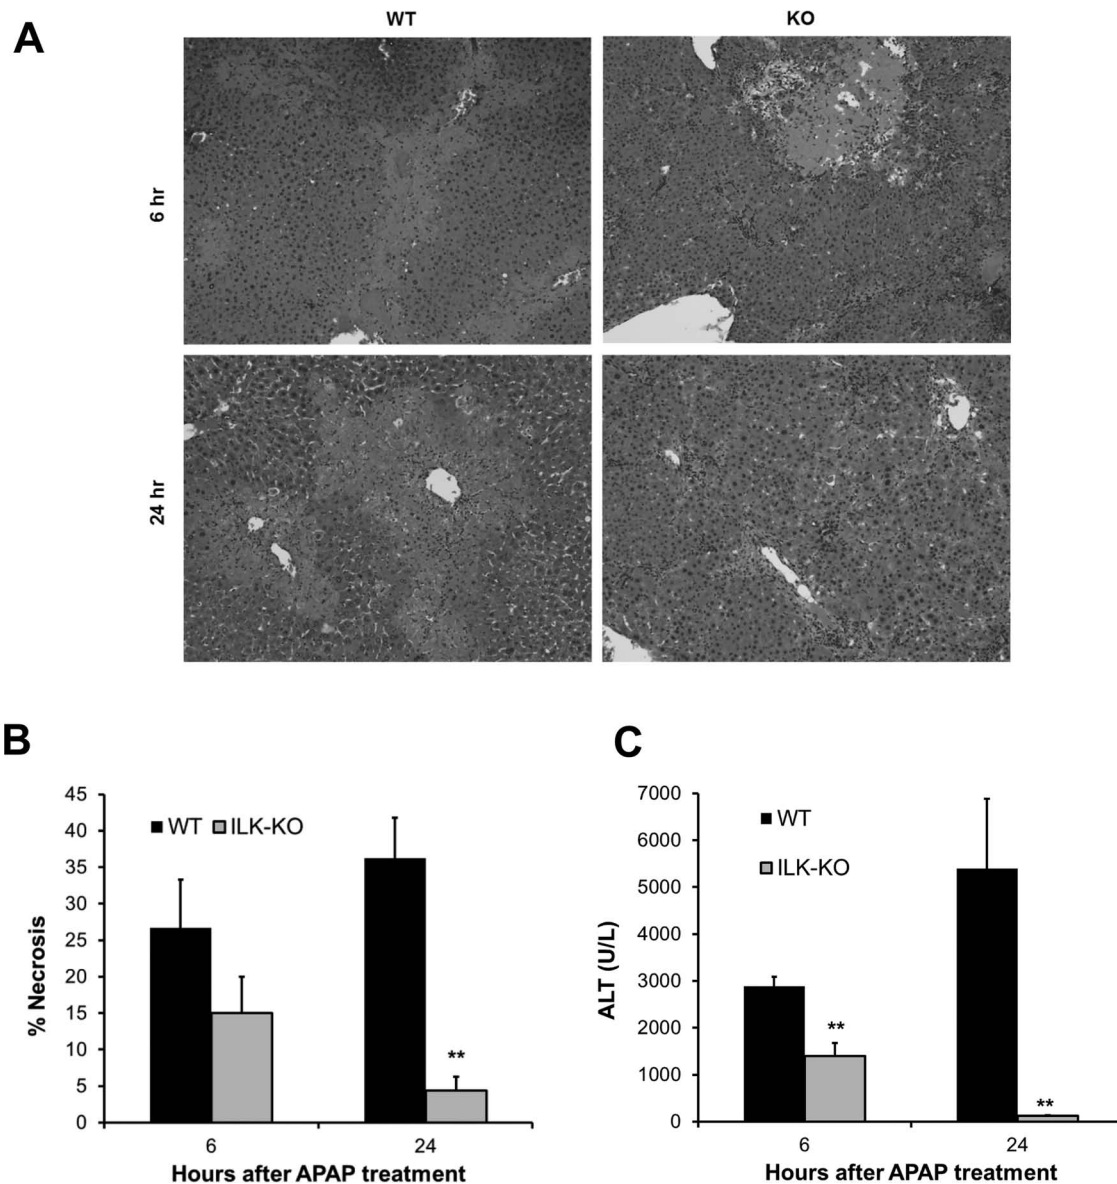 A
WT
KO
6 hr
24 hr
B
45
40
35
30
25
20
15
10
5
0
% Necrosis
WT ILK-KO
**
6
24
Hours after APAP treatment
C
7000
6000
5000
4000
3000
2000
1000
0
ALT (U/L)
WT
ILK-KO
**
**
6
24
Hours after APAP treatment